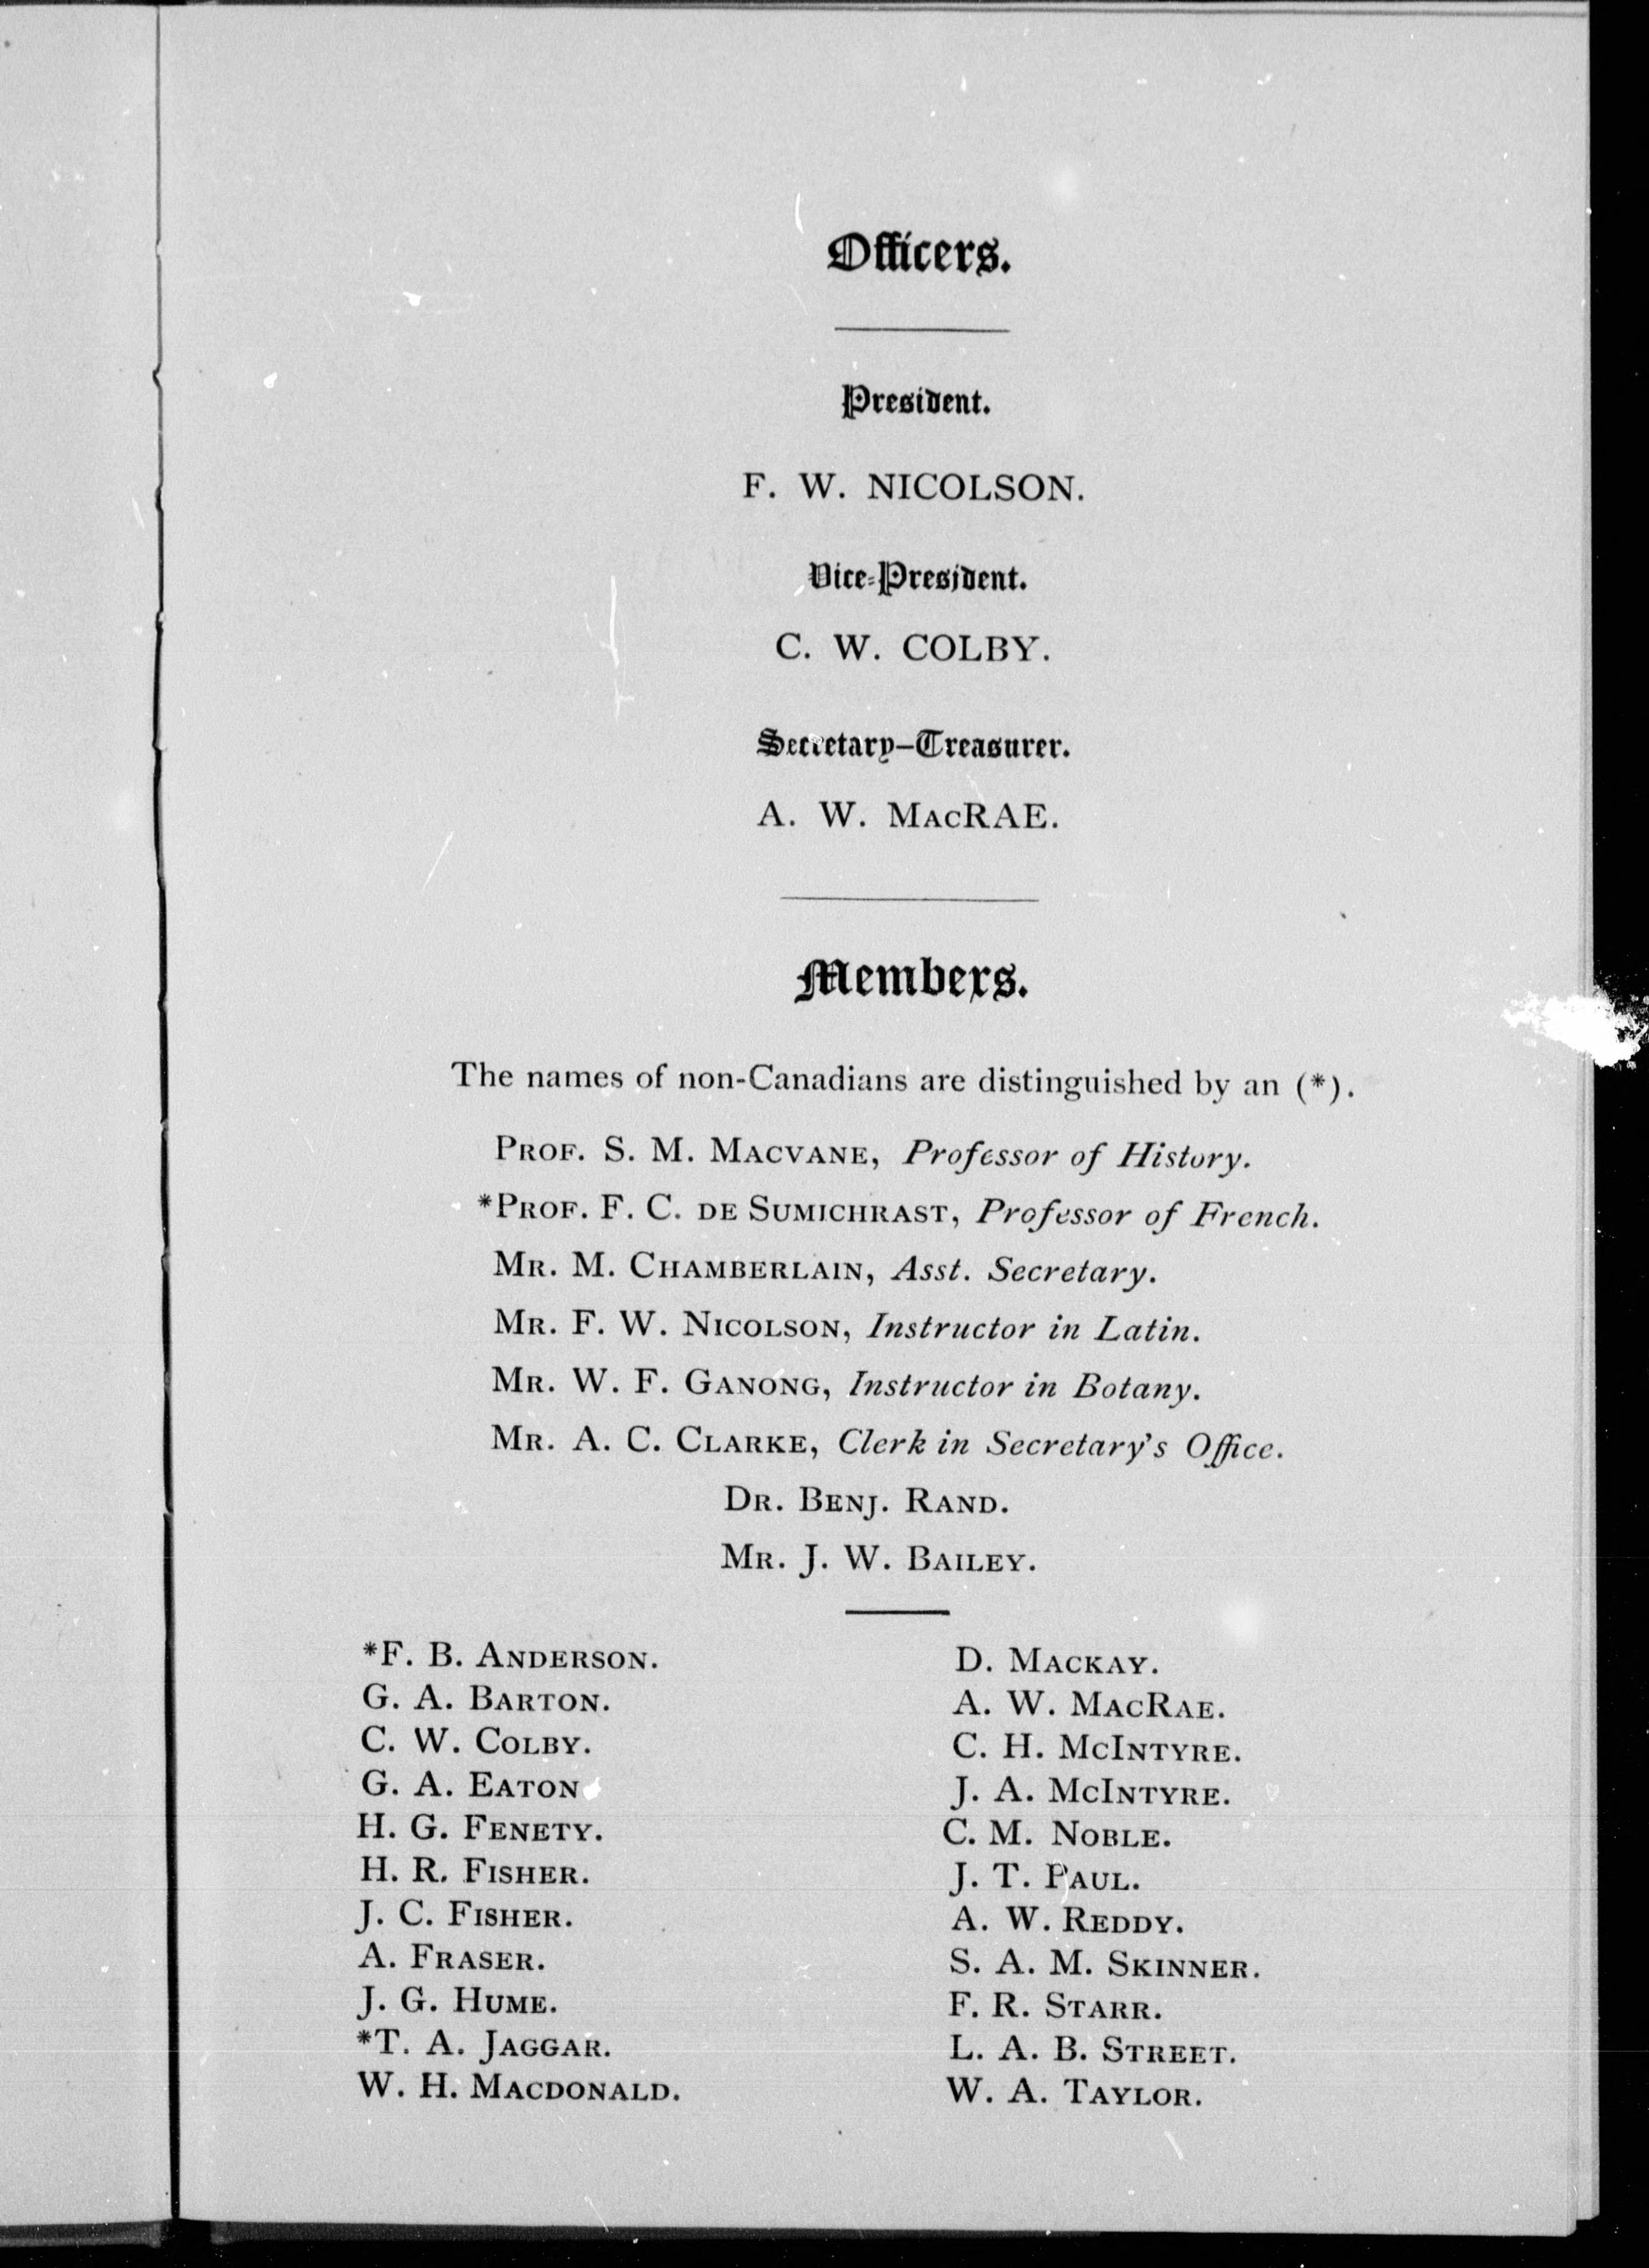 Officers.
President.
F. W. NICOLSON.
Vice-President.
C. W. COLBY.
Secretary-Treasurer.
A. W. MacRAE.
Members.
The names of non-Canadians are distinguished by an (*).
Prof. S. M. Macvane, Professor of History.
*Prof. F. C. de Sumichrast, Professor of French.
Mr. M. Chamberlain, Asst. Secretary.
Mr. F. W. Nicolson, Instructor in Latin.
Mr. W. F. Ganong, Instructor in Botany.
Mr. A. C. Clarke, Clerk in Secretary's Office.
Dr. Benj. Rand.
Mr. J. W. Bailey.
*F. B. Anderson.
G. A. Barton.
C. W. Colby.
G. A. Eaton
H. G. Fenety.
H. R. Fisher.
J. C. Fisher.
A. Fraser.
J. G. Hume.
*T. A. Jaggar.
W. H. Macdonald.
D. Mackay.
A. W. MacRae.
C. H. McIntyre.
J. A. McIntyre.
C. M. Noble.
J. T. Paul.
A. W. Reddy.
S. A. M. Skinner.
F. R. Starr.
L. A. B. Street.
W. A. Taylor.